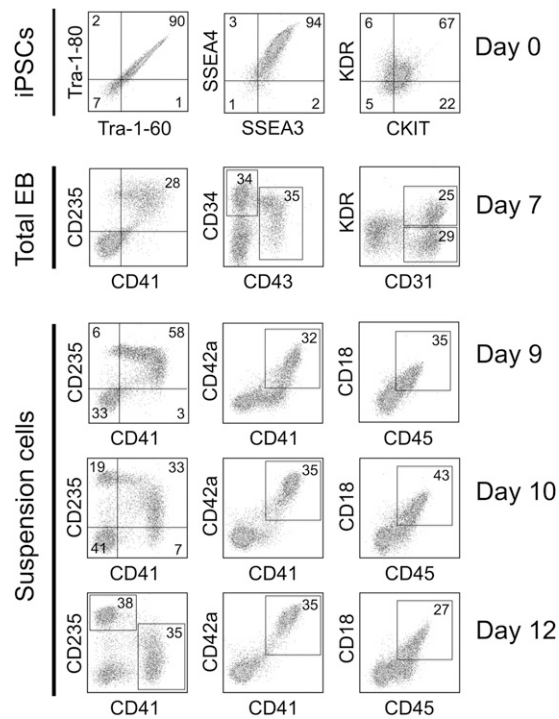 iPSCs
Tra-1-80
2 90
7 1
Tra-1-60
SSEA4
3 94
1 2
SSEA3
KDR
6 67
5 22
CKIT
Day 0
Total EB
CD235
28
CD41
CD34
34
35
CD43
KDR
25
29
CD31
Day 7
Suspension cells
CD235
6 58
33 3
CD41
CD42a
32
CD41
CD18
35
CD45
Day 9
CD235
19 33
41 7
CD41
CD42a
35
CD41
CD18
43
CD45
Day 10
CD235
38
35
CD41
CD42a
35
CD41
CD18
27
CD45
Day 12